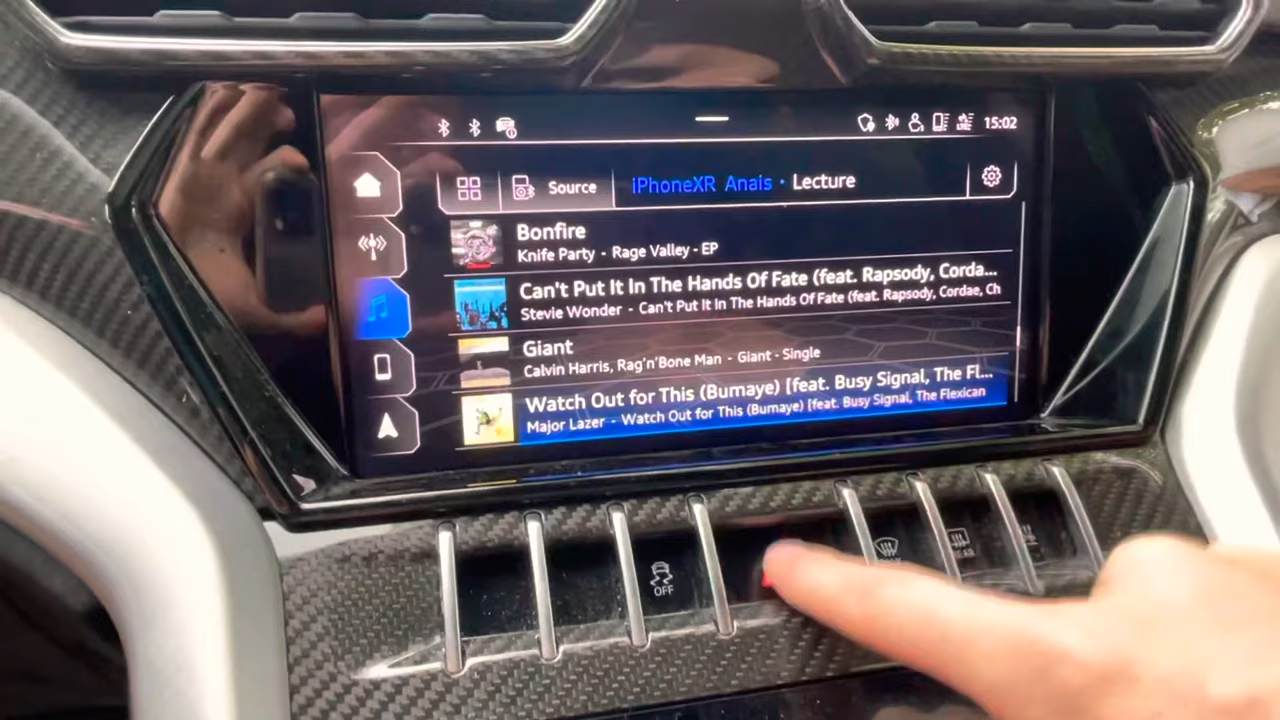 15:02
Source
iPhoneXR Anais • Lecture
Bonfire
Knife Party - Rage Valley - EP
Can't Put It In The Hands Of Fate (feat. Rapsody, Corda...
Stevie Wonder - Can't Put It In The Hands Of Fate (feat. Rapsody, Cordae, Ch
Giant
Calvin Harris, Rag'n'Bone Man - Giant - Single
Watch Out for This (Bumaye) [feat. Busy Signal, The Fl...
Major Lazer - Watch Out for This (Bumaye) [feat. Busy Signal, The Flexican
OFF